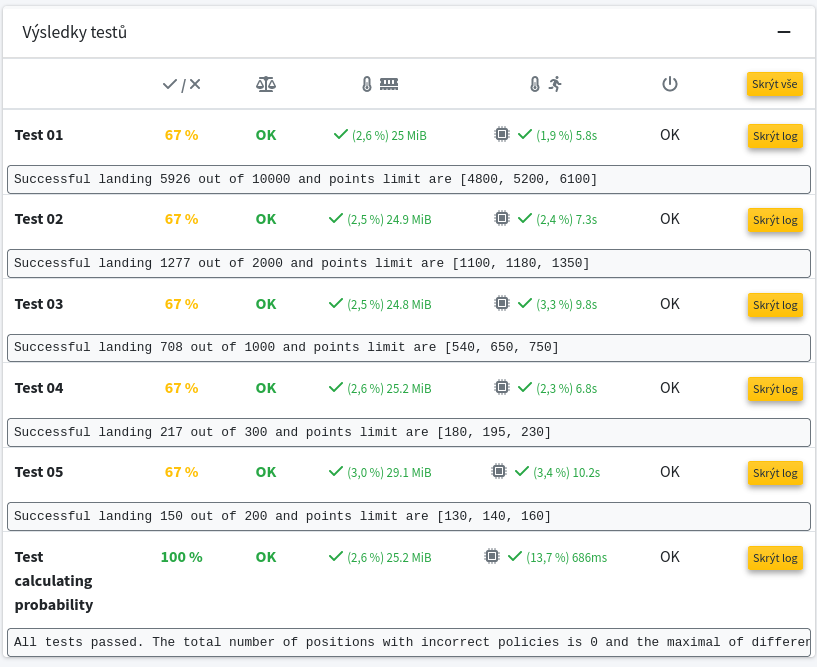 Výsledky testů
/
Skrýt vše
Test 01 67 % OK (2,6 %) 25 MiB (1,9 %) 5.8s OK Skrýt log
Successful landing 5926 out of 10000 and points limit are [4800, 5200, 6100]
Test 02 67 % OK (2,5 %) 24.9 MiB (2,4 %) 7.3s OK Skrýt log
Successful landing 1277 out of 2000 and points limit are [1100, 1180, 1350]
Test 03 67 % OK (2,5 %) 24.8 MiB (3,3 %) 9.8s OK Skrýt log
Successful landing 708 out of 1000 and points limit are [540, 650, 750]
Test 04 67 % OK (2,6 %) 25.2 MiB (2,3 %) 6.8s OK Skrýt log
Successful landing 217 out of 300 and points limit are [180, 195, 230]
Test 05 67 % OK (3,0 %) 29.1 MiB (3,4 %) 10.2s OK Skrýt log
Successful landing 150 out of 200 and points limit are [130, 140, 160]
Test 100 % OK (2,6 %) 25.2 MiB (13,7 %) 686ms OK Skrýt log
calculating
probability
All tests passed. The total number of positions with incorrect policies is 0 and the maximal of differen